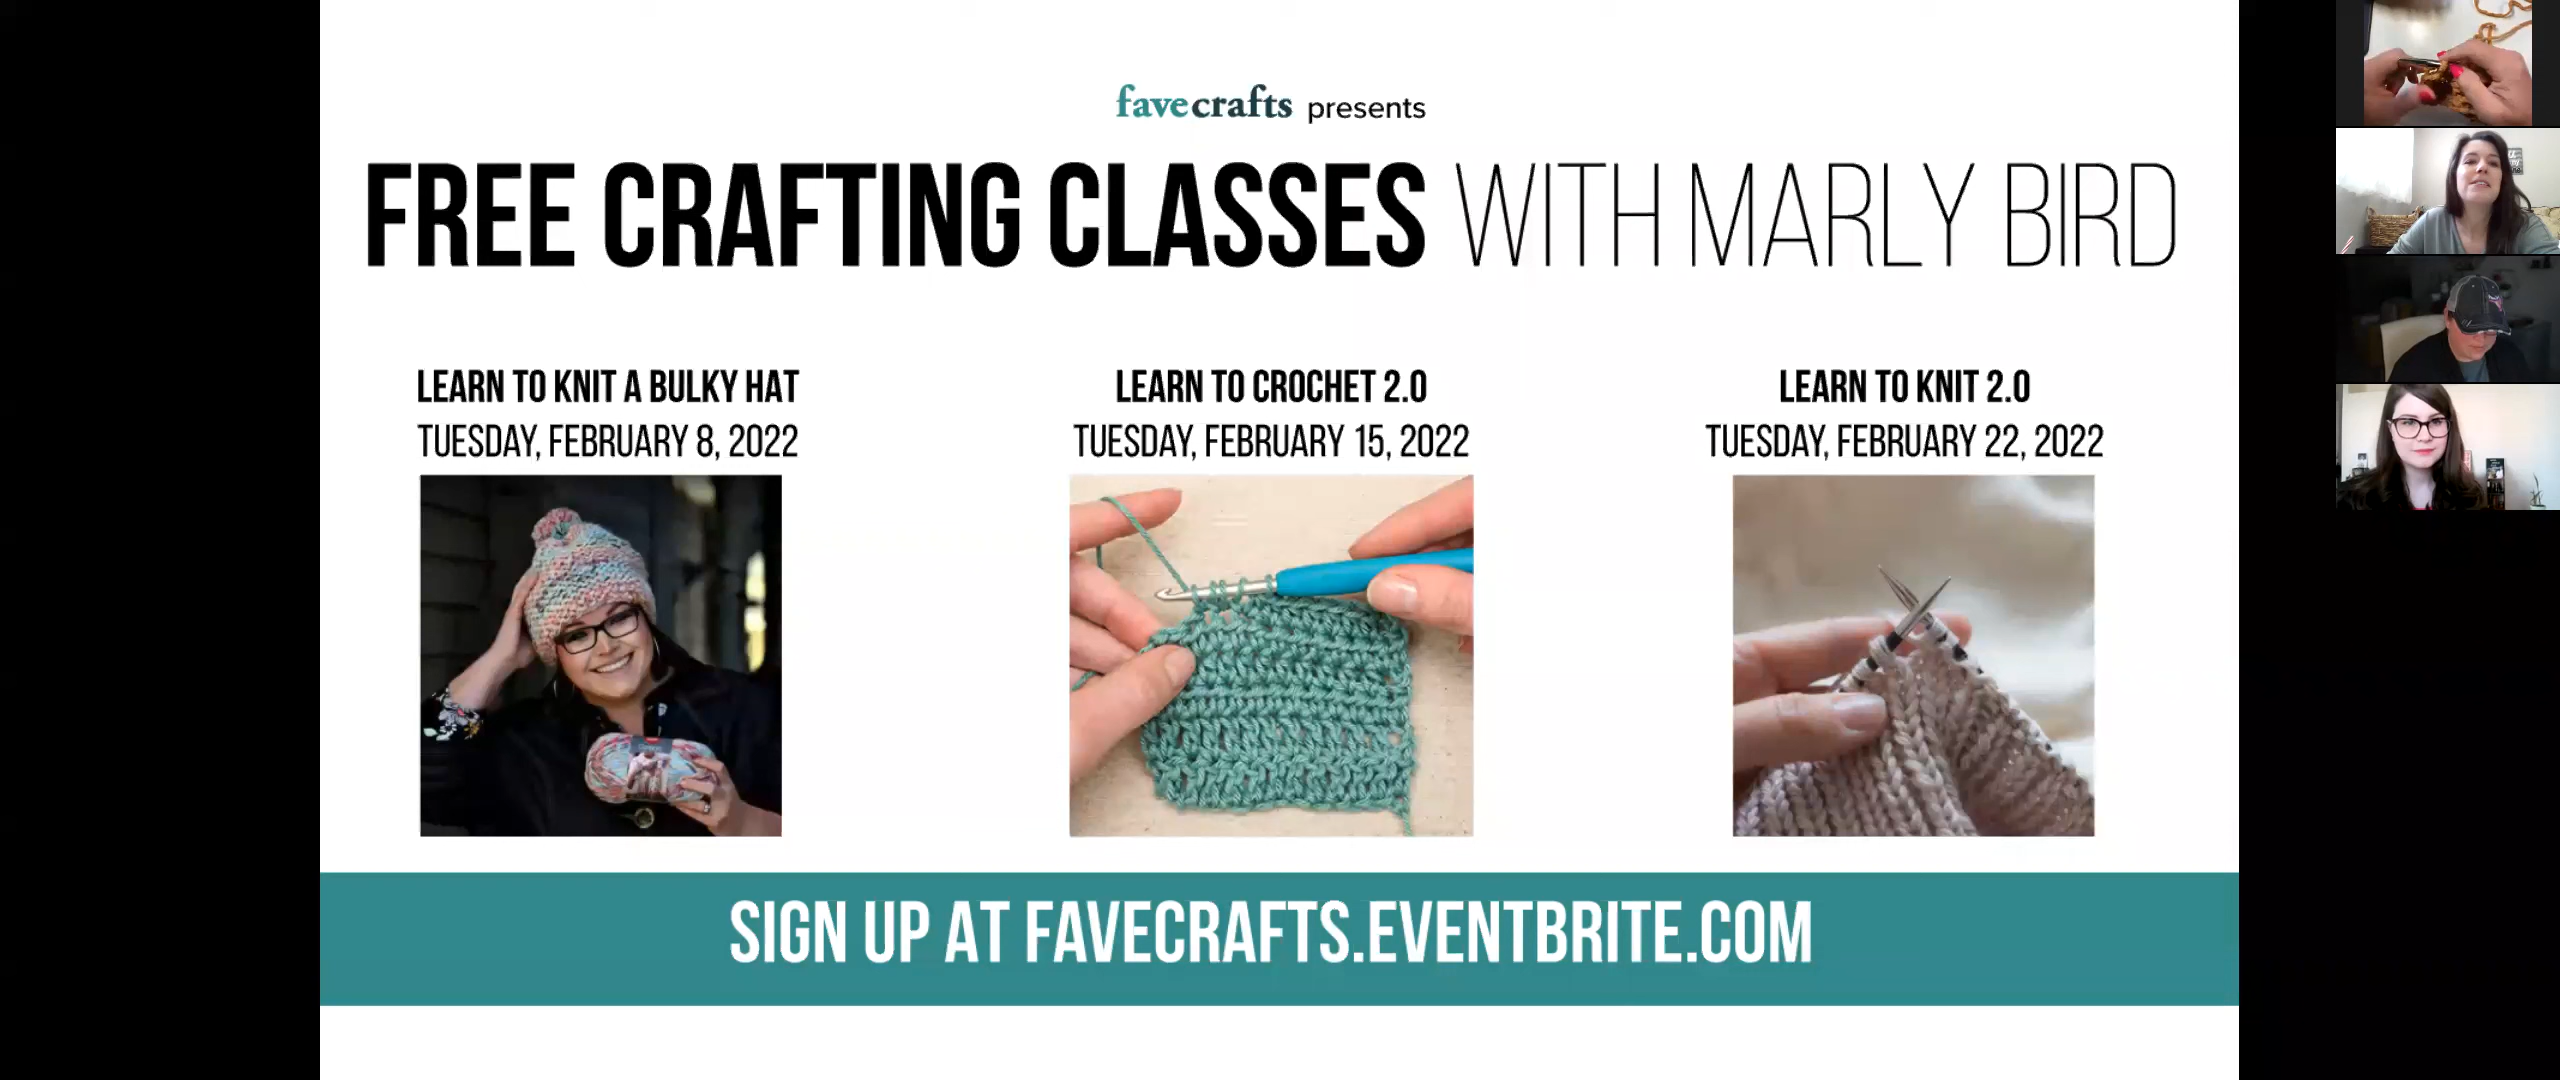 favecrafts presents
FREE CRAFTING CLASSES WITH MARLY BIRD
LEARN TO KNIT A BULKY HAT
TUESDAY, FEBRUARY 8, 2022
LEARN TO CROCHET 2.0
TUESDAY, FEBRUARY 15, 2022
LEARN TO KNIT 2.0
TUESDAY, FEBRUARY 22, 2022
SIGN UP AT FAVECRAFTS.EVENTBRITE.COM